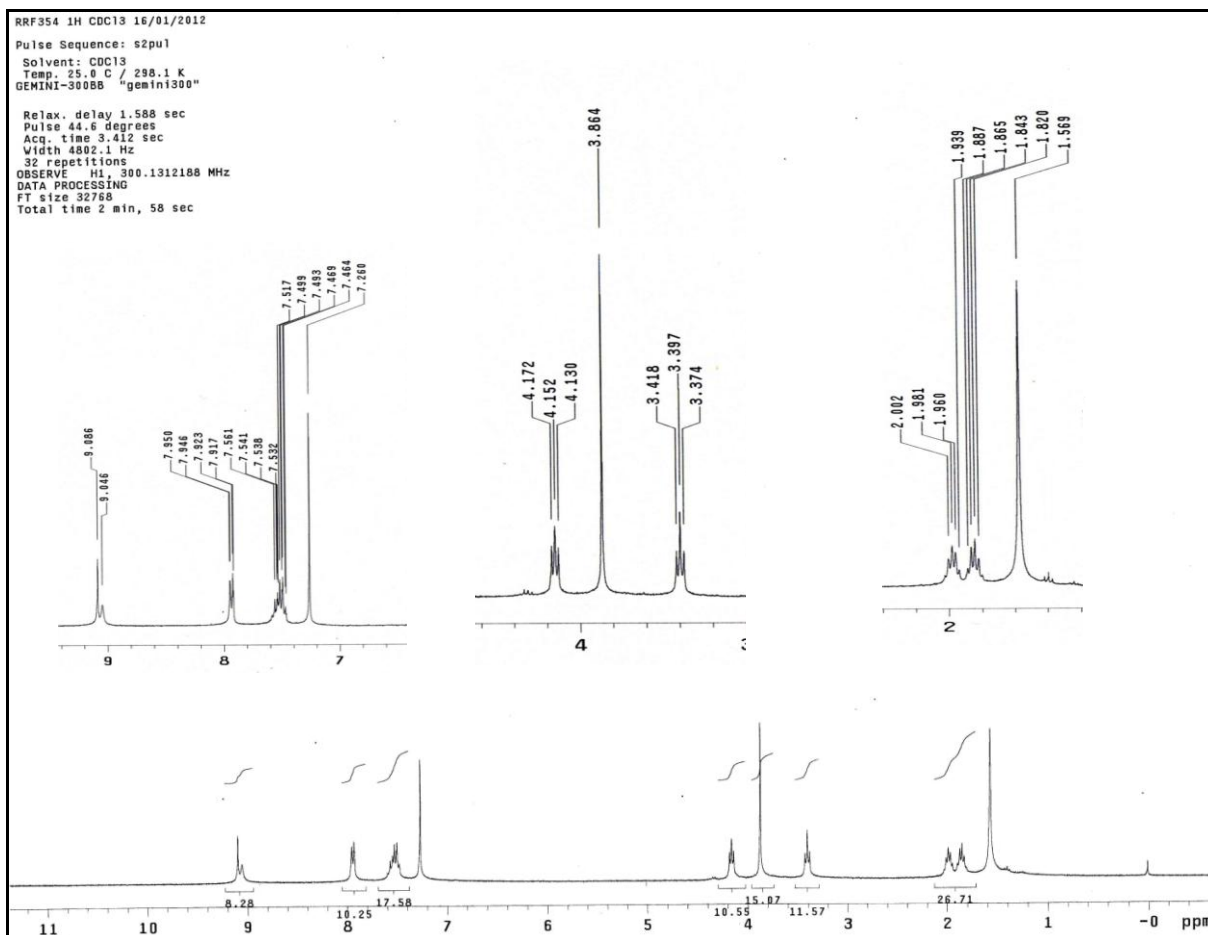 RRF354 1H CDCl3 16/01/2012
Pulse Sequence: s2pul
Solvent: CDCl3
Temp. 25.0 C / 298.1 K
GEMINI-300BB "gemini300"
Relax. delay 1.588 sec
Pulse 44.6 degrees
Acq. time 3.412 sec
Width 4802.1 Hz
32 repetitions
OBSERVE H1, 300.1312188 MHz
DATA PROCESSING
FT size 32768
Total time 2 min, 58 sec
9.086
9.046
7.950
7.946
7.923
7.917
7.561
7.541
7.538
7.532
7.517
7.499
7.493
7.469
7.464
7.260
9 8 7
4.172
4.152
4.130
3.864
3.418
3.397
3.374
4
2.002
1.981
1.960
1.939
1.887
1.865
1.843
1.820
1.569
2
8.28 10.25 17.58 10.55 15.07 11.57 26.71
11 10 9 8 7 6 5 4 3 2 1 -0 ppm